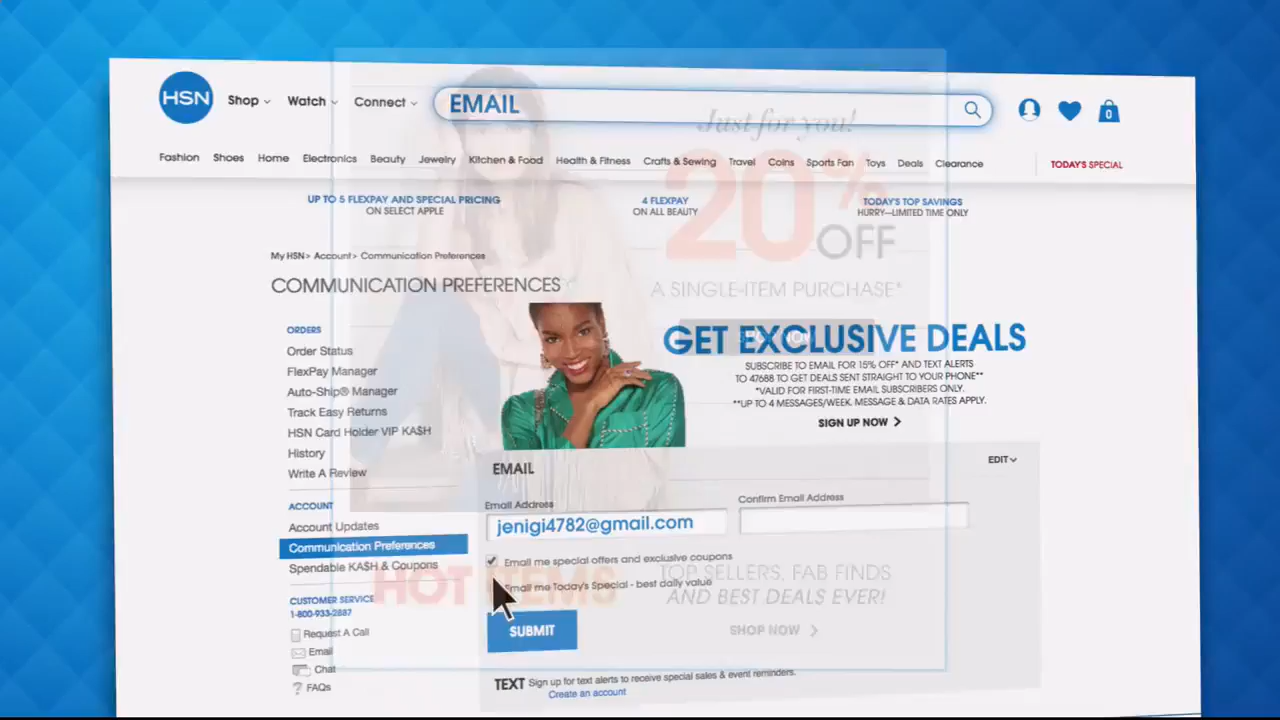 HSN Shop Watch Connect EMAIL 0
Fashion Shoes Home Electronics Beauty Jewelry Kitchen & Food Health & Fitness Crafts & Sewing Travel Coins Sports Fan Toys Deals Clearance TODAY'S SPECIAL
Just for you!
20%
OFF
A SINGLE-ITEM PURCHASE*
UP TO 5 FLEXPAY AND SPECIAL PRICING
ON SELECT APPLE
4 FLEXPAY
ON ALL BEAUTY
TODAY'S TOP SAVINGS
HURRY—LIMITED TIME ONLY
My HSN> Account> Communication Preferences
COMMUNICATION PREFERENCES
ORDERS
Order Status
FlexPay Manager
Auto-Ship® Manager
Track Easy Returns
HSN Card Holder VIP KA$H
History
Write A Review
ACCOUNT
Account Updates
Communication Preferences
Spendable KA$H & Coupons
CUSTOMER SERVICE
1-800-933-2887
Request A Call
Email
Chat
? FAQs
GET EXCLUSIVE DEALS
SUBSCRIBE TO EMAIL FOR 15% OFF* AND TEXT ALERTS
TO 47688 TO GET DEALS SENT STRAIGHT TO YOUR PHONE**
*VALID FOR FIRST-TIME EMAIL SUBSCRIBERS ONLY.
**UP TO 4 MESSAGES/WEEK. MESSAGE & DATA RATES APPLY.
SIGN UP NOW
EMAIL
EDIT
Email Address
Confirm Email Address
jenigi4782@gmail.com
Email me special offers and exclusive coupons
Email me Today's Special - best daily value
SUBMIT
HOT ITEMS
TOP SELLERS, FAB FINDS
AND BEST DEALS EVER!
SHOP NOW
TEXT Sign up for text alerts to receive special sales & event reminders.
Create an account